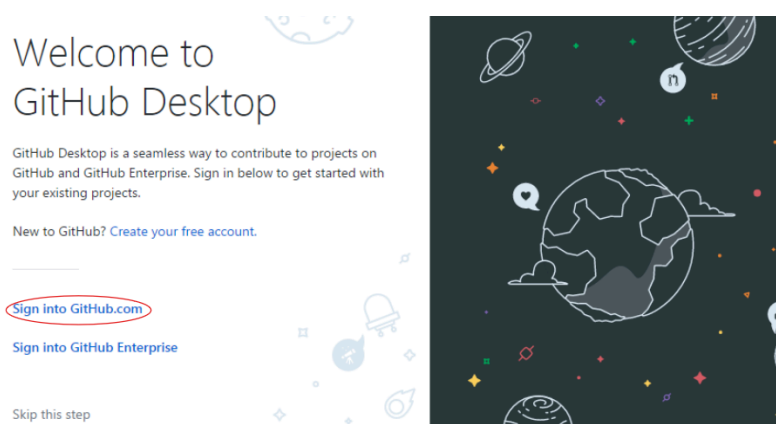 Welcome to
GitHub Desktop
GitHub Desktop is a seamless way to contribute to projects on
GitHub and GitHub Enterprise. Sign in below to get started with
your existing projects.
New to GitHub? Create your free account.
Sign into GitHub.com
Sign into GitHub Enterprise
Skip this step